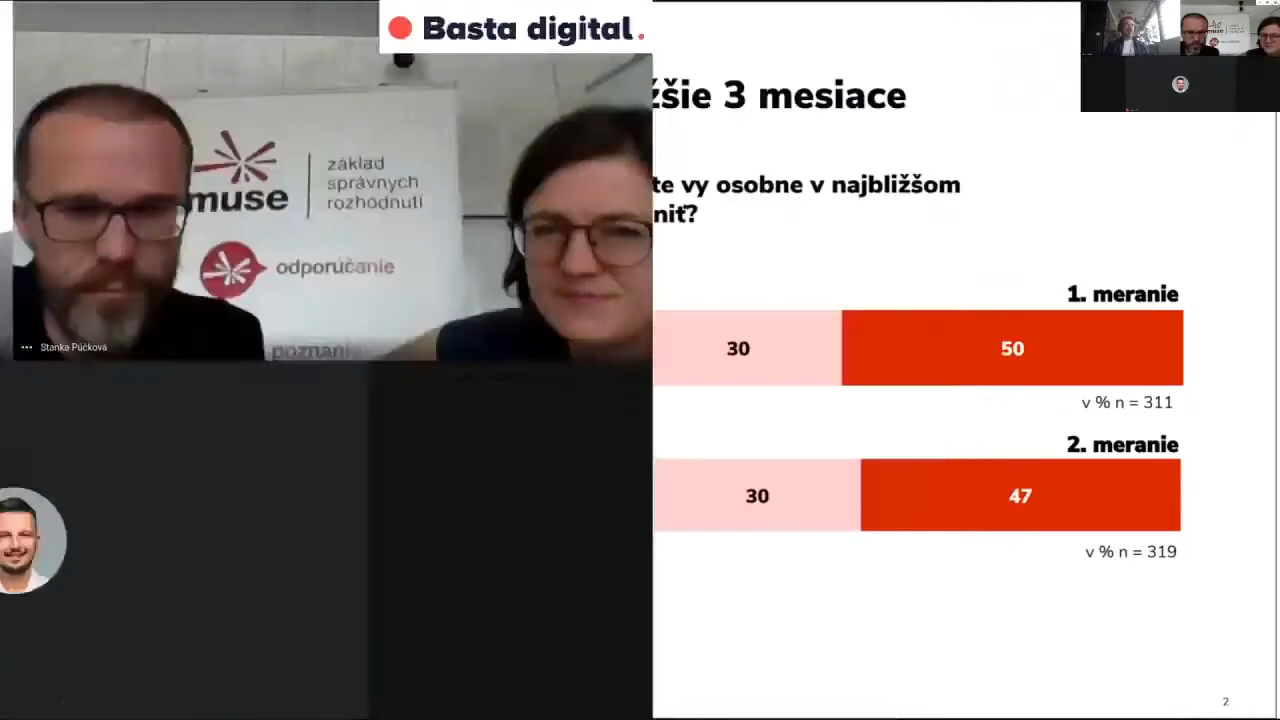 Basta digital.
muse
základ
správnych
rozhodnutí
odporúčanie
poznanie
Stanka Púčková
žšie 3 mesiace
te vy osobne v najbližšom
niť?
1. meranie
30
50
v % n = 311
2. meranie
30
47
v % n = 319
2